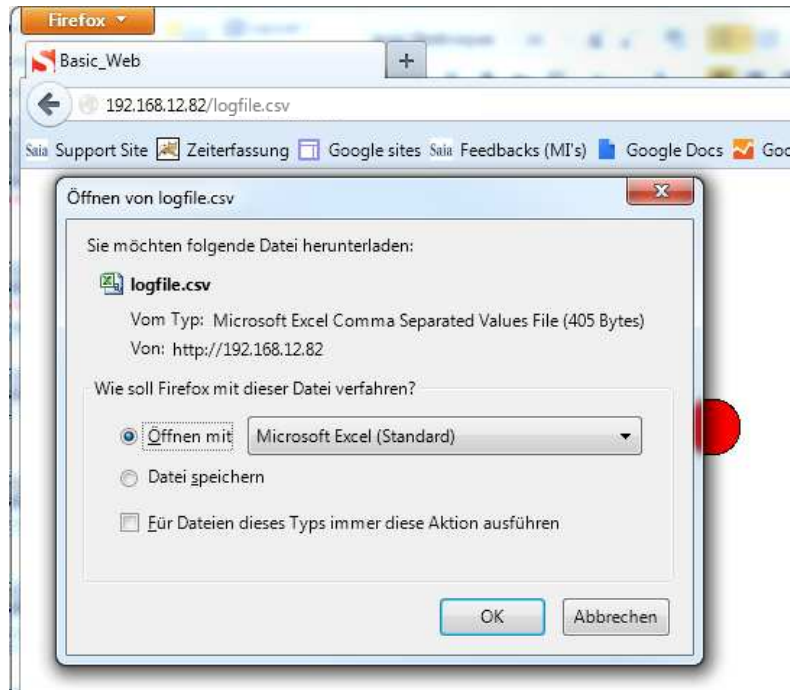 Firefox
Basic_Web
192.168.12.82/logfile.csv
Saia Support Site Zeiterfassung Google sites Saia Feedbacks (MI's) Google Docs Goo
Öffnen von logfile.csv
Sie möchten folgende Datei herunterladen:
logfile.csv
Vom Typ: Microsoft Excel Comma Separated Values File (405 Bytes)
Von: http://192.168.12.82
Wie soll Firefox mit dieser Datei verfahren?
Öffnen mit Microsoft Excel (Standard)
Datei speichern
Für Dateien dieses Typs immer diese Aktion ausführen
OK Abbrechen